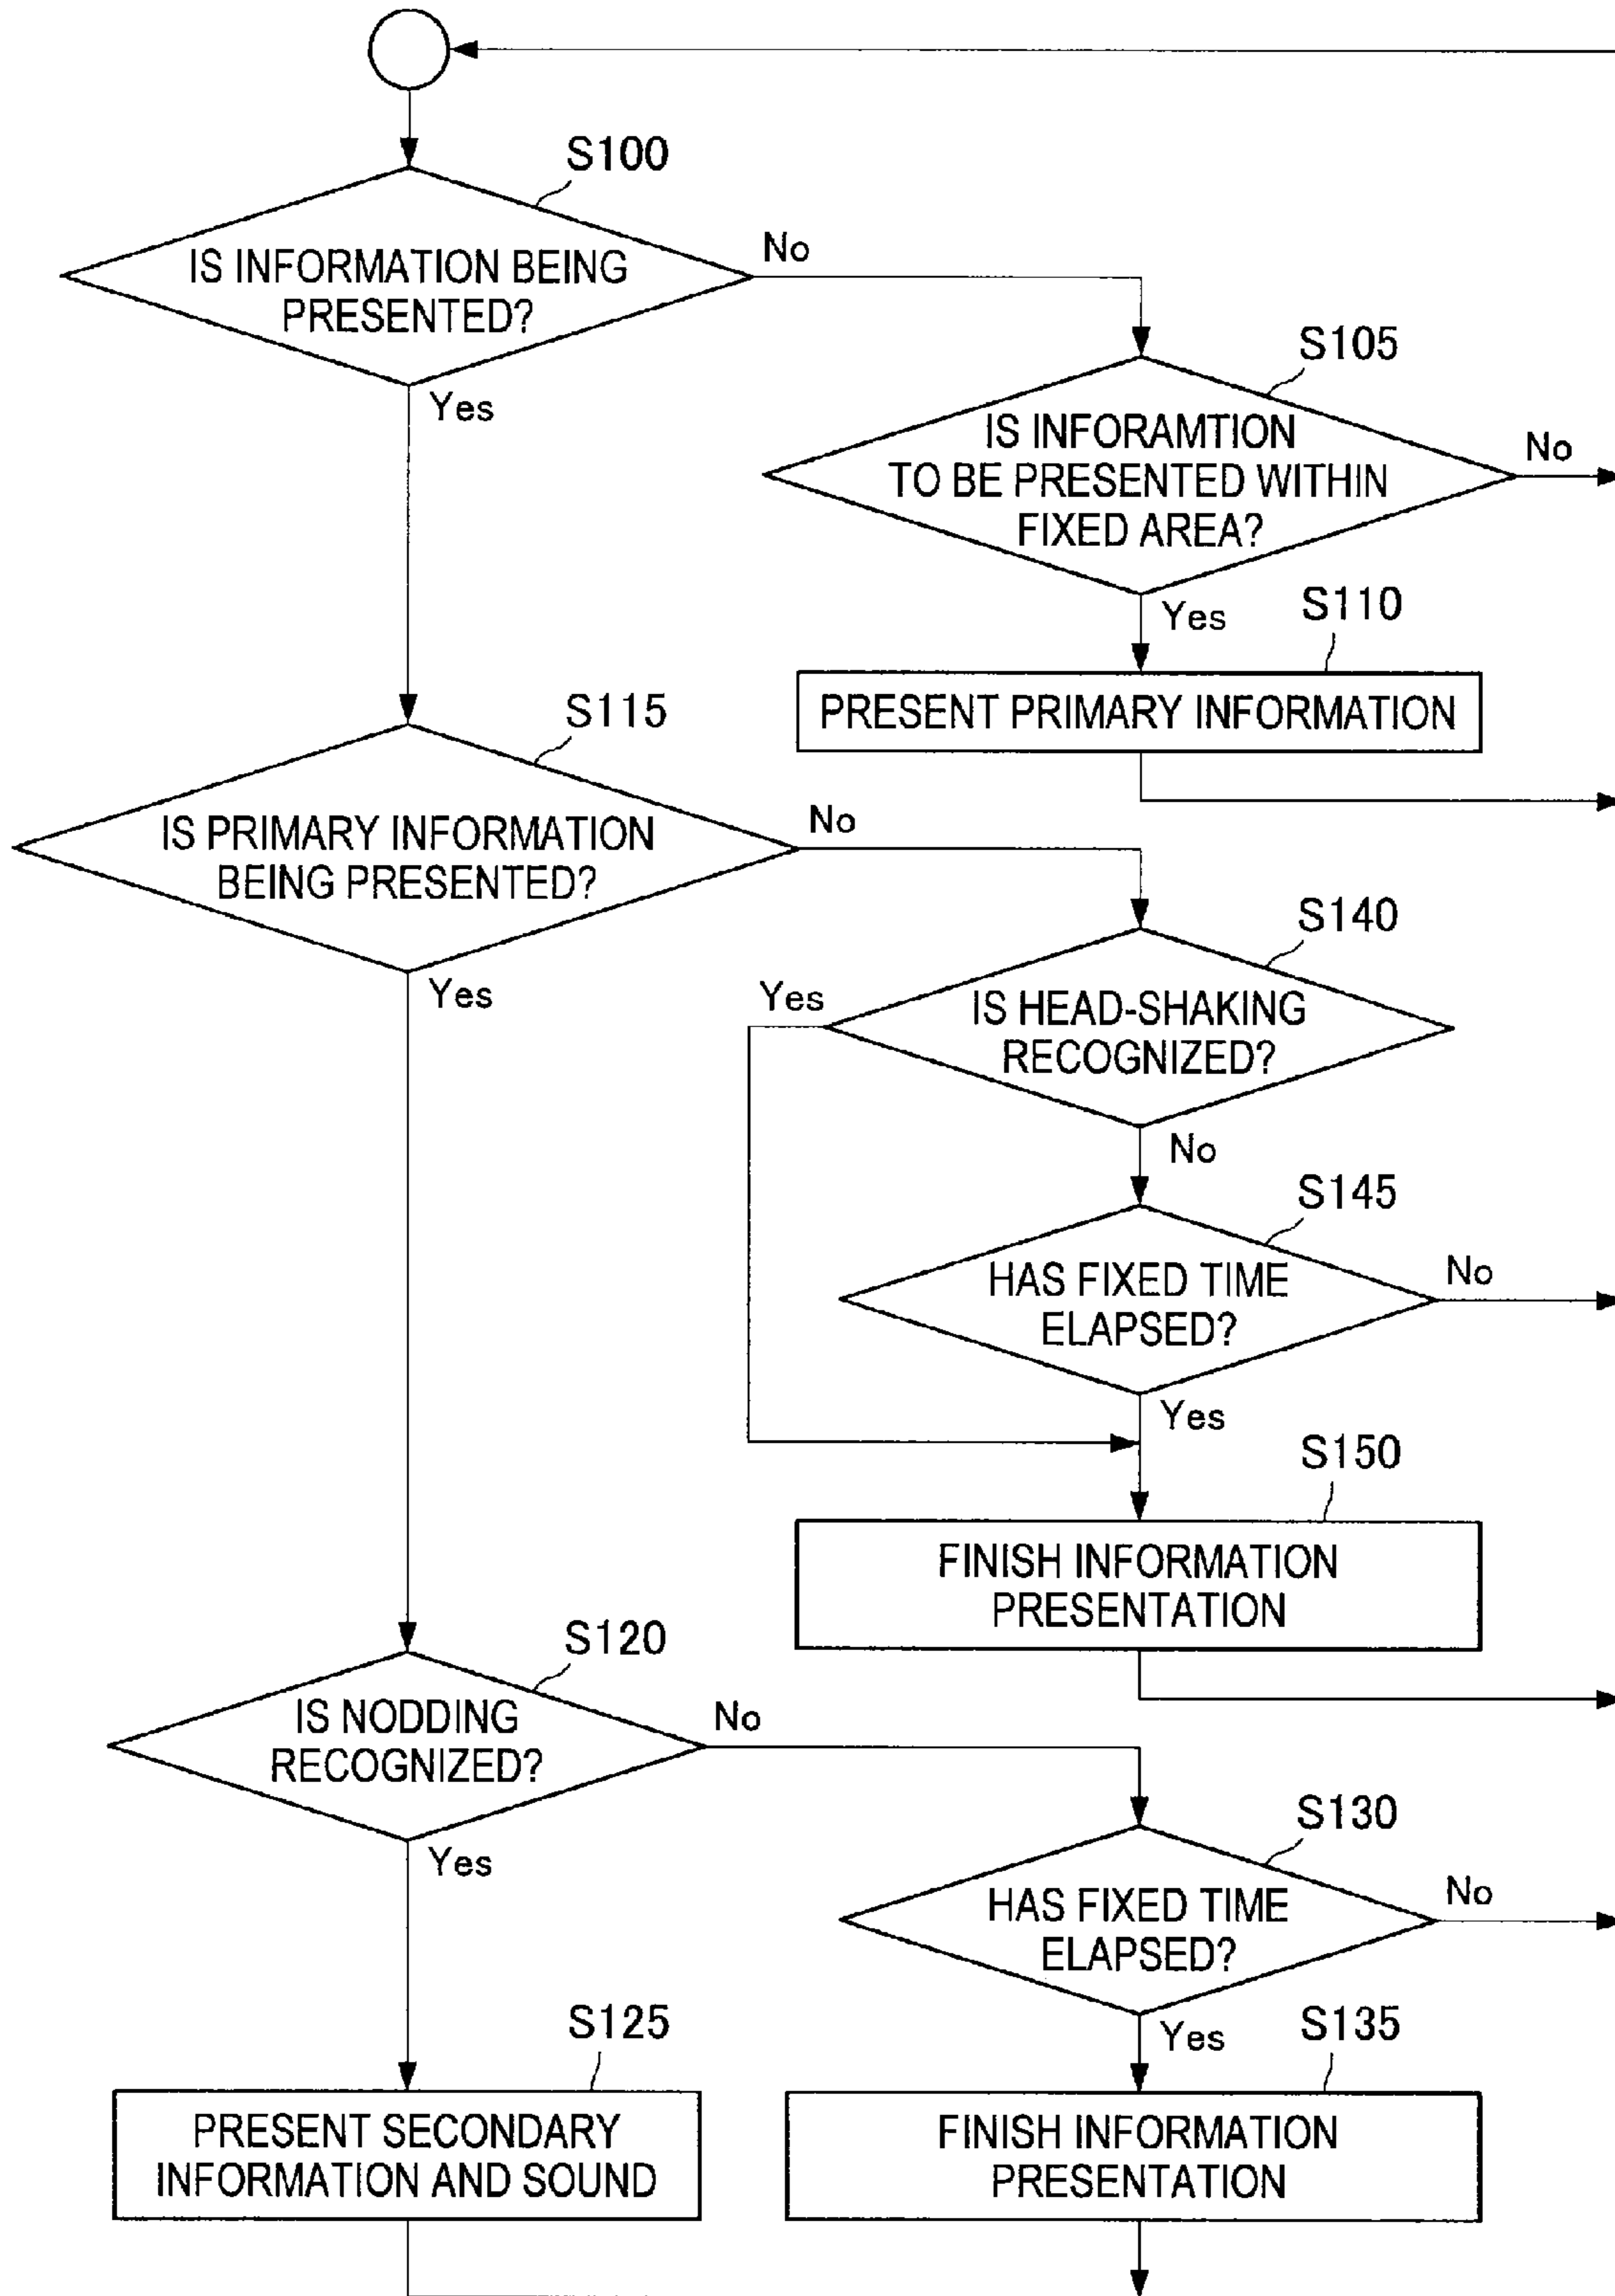 S100
IS INFORMATION BEING
PRESENTED?
No
Yes
S105
IS INFORAMTION
TO BE PRESENTED WITHIN
FIXED AREA?
No
Yes
S110
PRESENT PRIMARY INFORMATION
S115
IS PRIMARY INFORMATION
BEING PRESENTED?
No
Yes
S140
IS HEAD-SHAKING
RECOGNIZED?
Yes
No
S145
HAS FIXED TIME
ELAPSED?
No
Yes
S150
FINISH INFORMATION
PRESENTATION
S120
IS NODDING
RECOGNIZED?
No
Yes
S130
HAS FIXED TIME
ELAPSED?
No
Yes
S125
PRESENT SECONDARY
INFORMATION AND SOUND
S135
FINISH INFORMATION
PRESENTATION